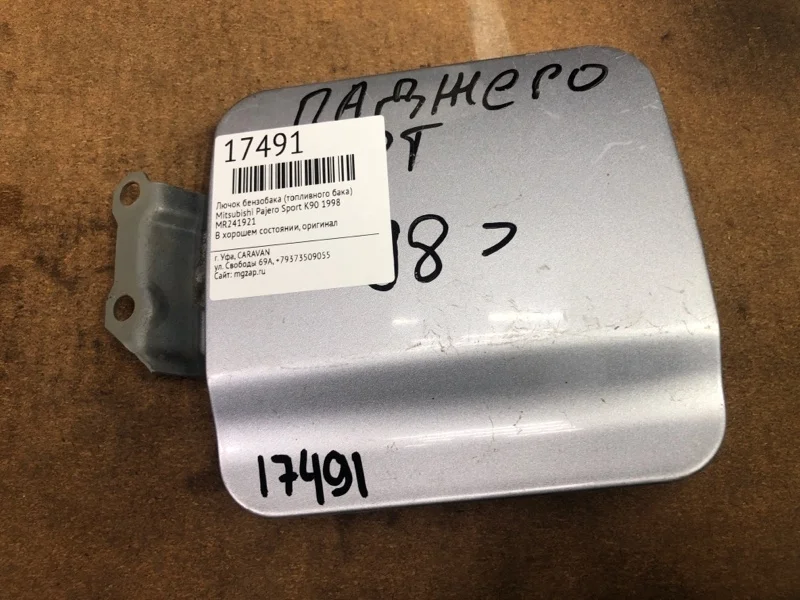 ПАДЖЕРО
РТ
98 >
17491
Лючок бензобака (топливного бака)
Mitsubishi Pajero Sport K90 1998
MR241921
В хорошем состоянии, оригинал
г. Уфа, CARAVAN
ул. Свободы 69А, +79373509055
Сайт: mgzap.ru
17491